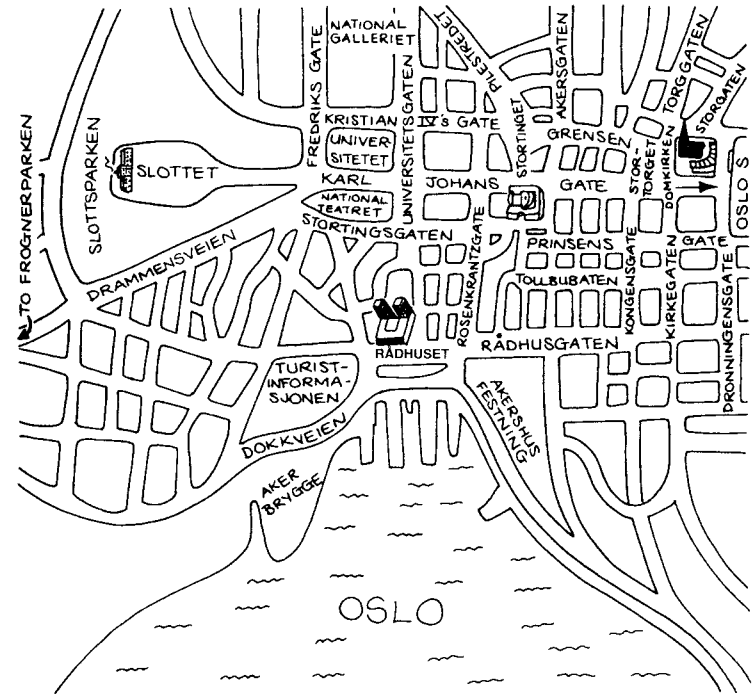 NATIONAL
GALLERIET
FREDRIKS GATE
UNIVERSITETSGATEN
PILESTREDET
STORTINGET
AKERSGATEN
TORGGATEN
STORGATEN
KRISTIAN IV's GATE
GRENSEN
UNIVER-
SITETET
STOR-
TORGET
DOMKIRKEN
OSLO S
TO FROGNERPARKEN
SLOTTSPARKEN
SLOTTET
KARL JOHANS GATE
NATIONAL
TEATRET
STORTINGSGATEN
DRAMMENSVEIEN
ROSENKRANTZGATE
PRINSENS GATE
TOLLBUBATEN
KONGENSGATE
KIRKEGATEN
DRONNINGENSGATE
RÅDHUSET
RÅDHUSGATEN
TURIST-
INFORMA-
SJONEN
AKERSHUS
FESTNING
DOKKVEIEN
AKER
BRYGGE
OSLO